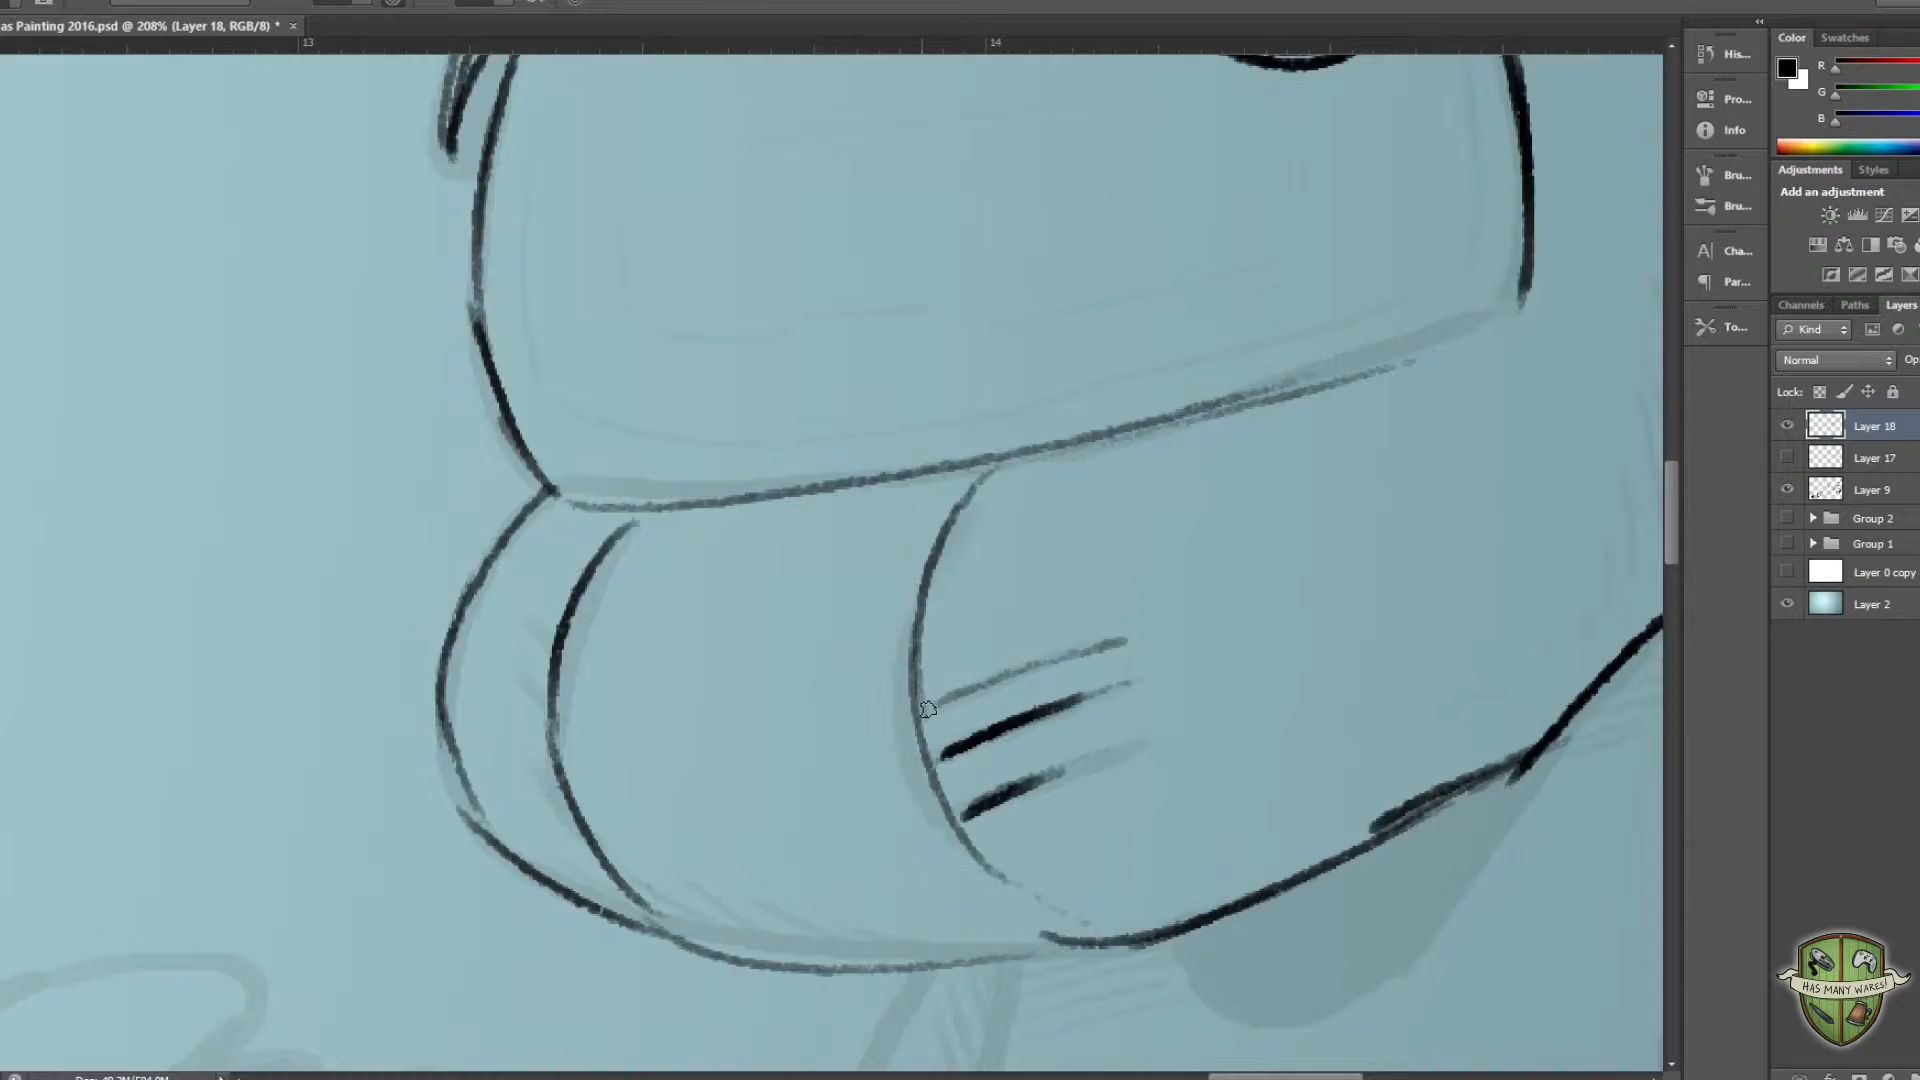 as Painting 2016.psd @ 208% (Layer 18, RGB/8) * ×
13
14
His...
Pro...
Info
Bru...
Bru...
Cha...
Par...
To...
Color Swatches
R
G
B
Adjustments Styles
Add an adjustment
Channels Paths Layers
Kind
Normal Opa
Lock:
Layer 18
Layer 17
Layer 9
Group 2
Group 1
Layer 0 copy
Layer 2
HAS MANY WARES!